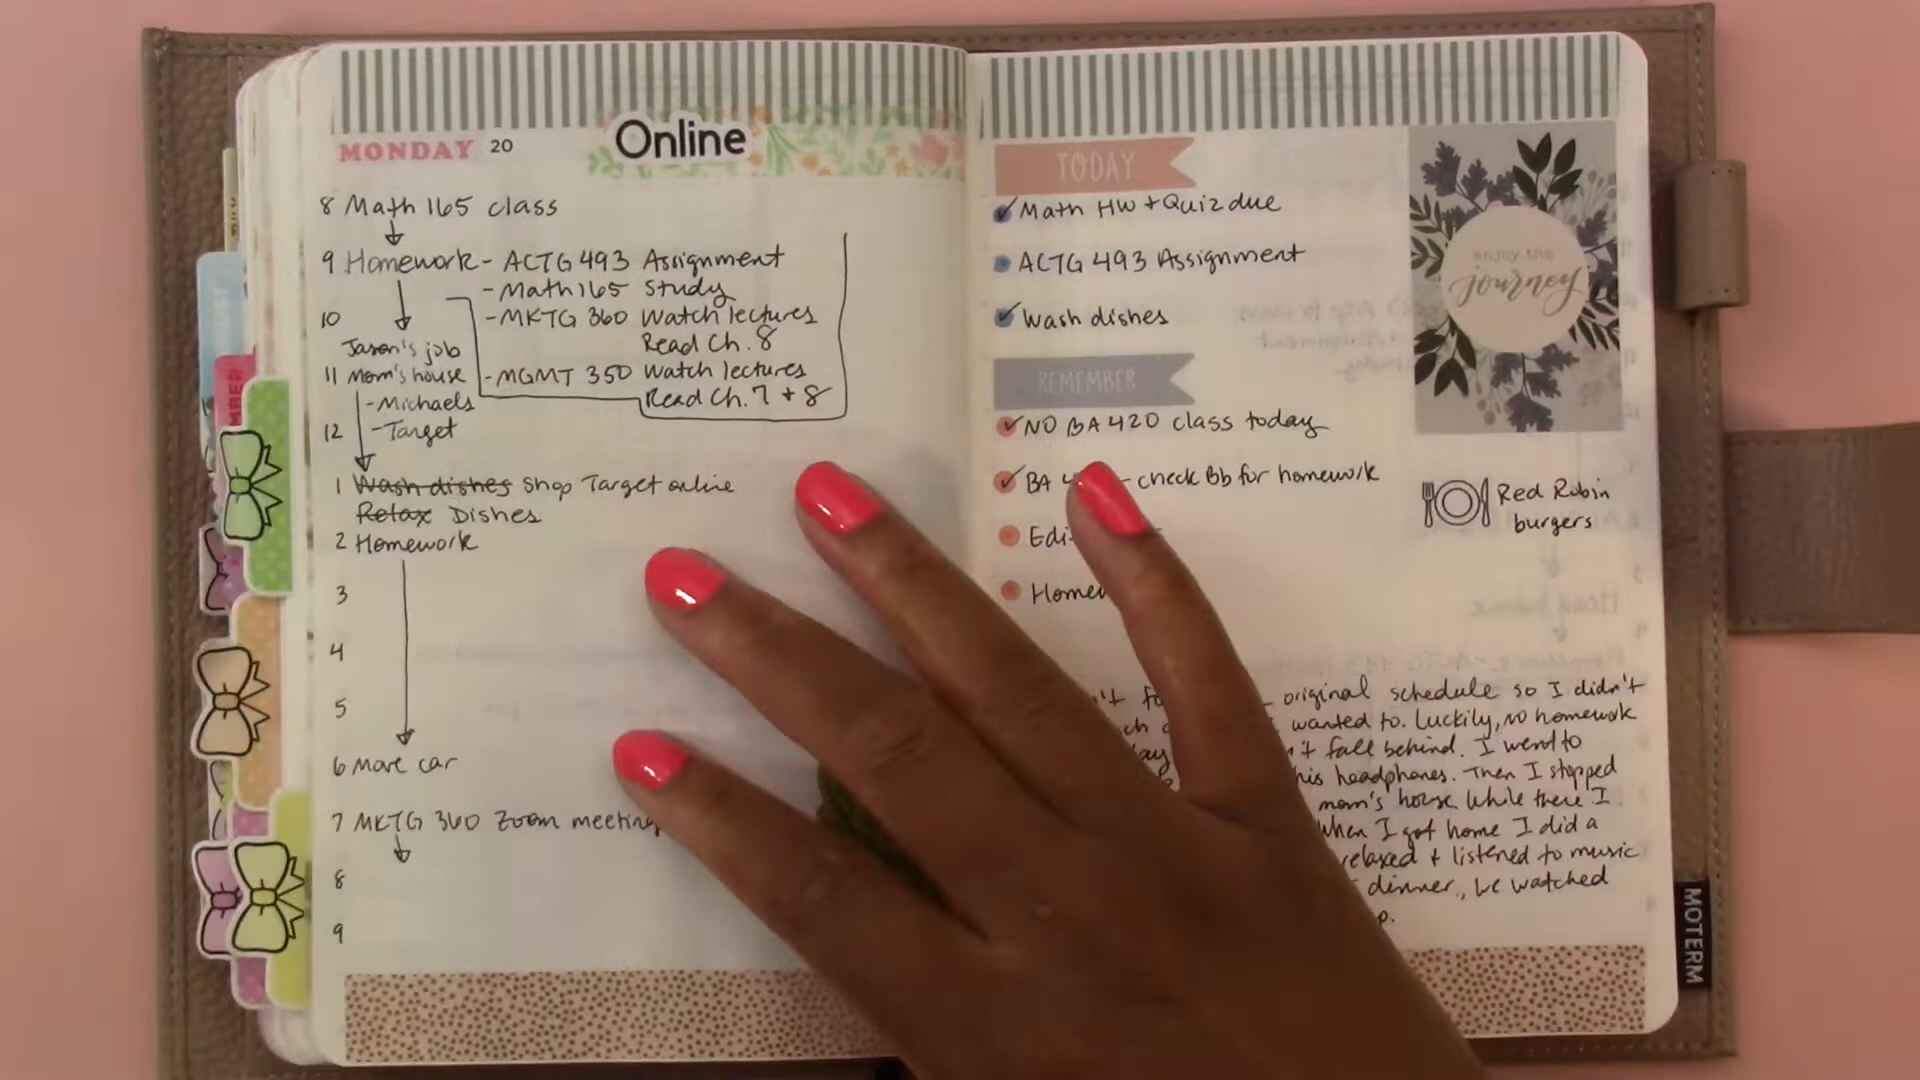 MONDAY 20
Online
8 Math 165 class
9 Homework - ACTG 493 Assignment
- Math 165 Study
10 - MKTG 360 Watch lectures
Read Ch. 8
Jason's job
11 Mom's house
- MGMT 350 Watch lectures
Read Ch. 7 + 8
- Michaels
12 - Target
1 Wash dishes Shop Target online
Relax Dishes
2 Homework
3
4
5
6 Move car
7 MKTG 360 Zoom meeting
8
9
TODAY
Math HW + Quiz due
ACTG 493 Assignment
Wash dishes
REMEMBER
NO BA 420 class today
BA - check Bb for homework
enjoy the
journey
Red Robin
burgers
original schedule so I didn't
wanted to. Luckily, no homework
fall behind. I went to
his headphones. Then I stopped
mom's house. While there I
When I got home I did a
relaxed + listened to music
dinner, we watched
MOTERM